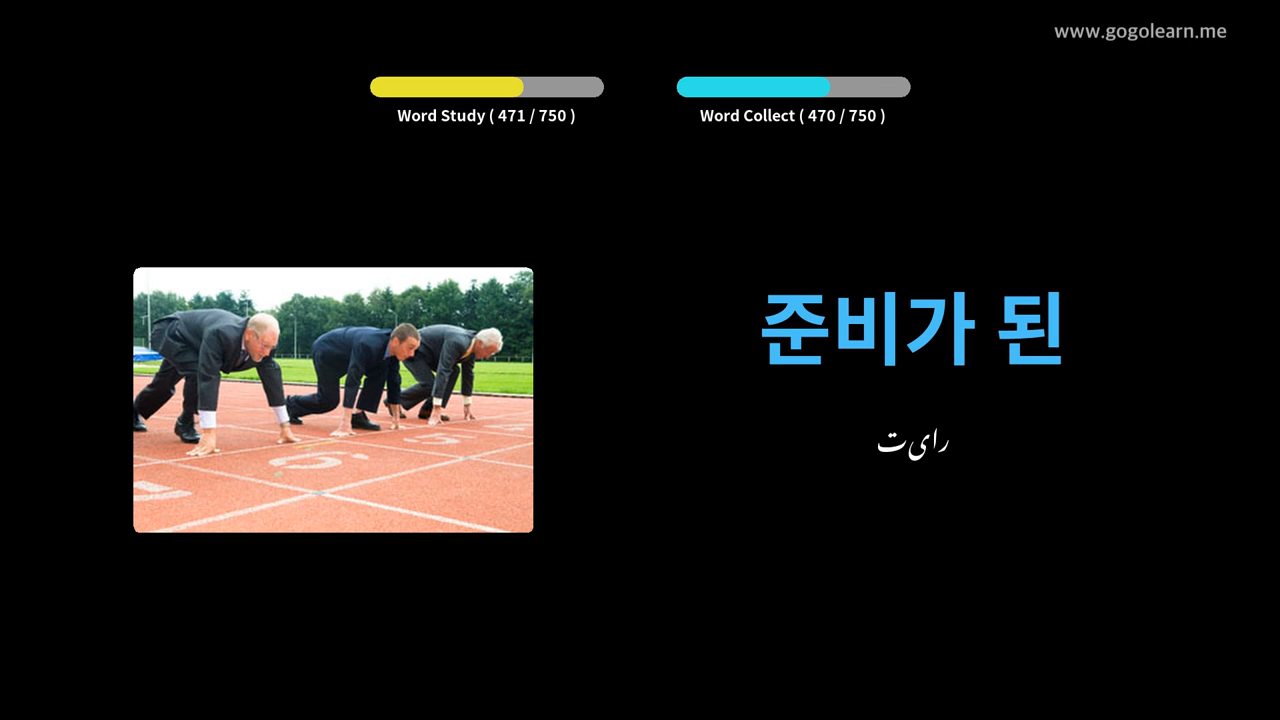 www.gogolearn.me
Word Study ( 471 / 750 )
Word Collect ( 470 / 750 )
준비가 된
رای‌ت